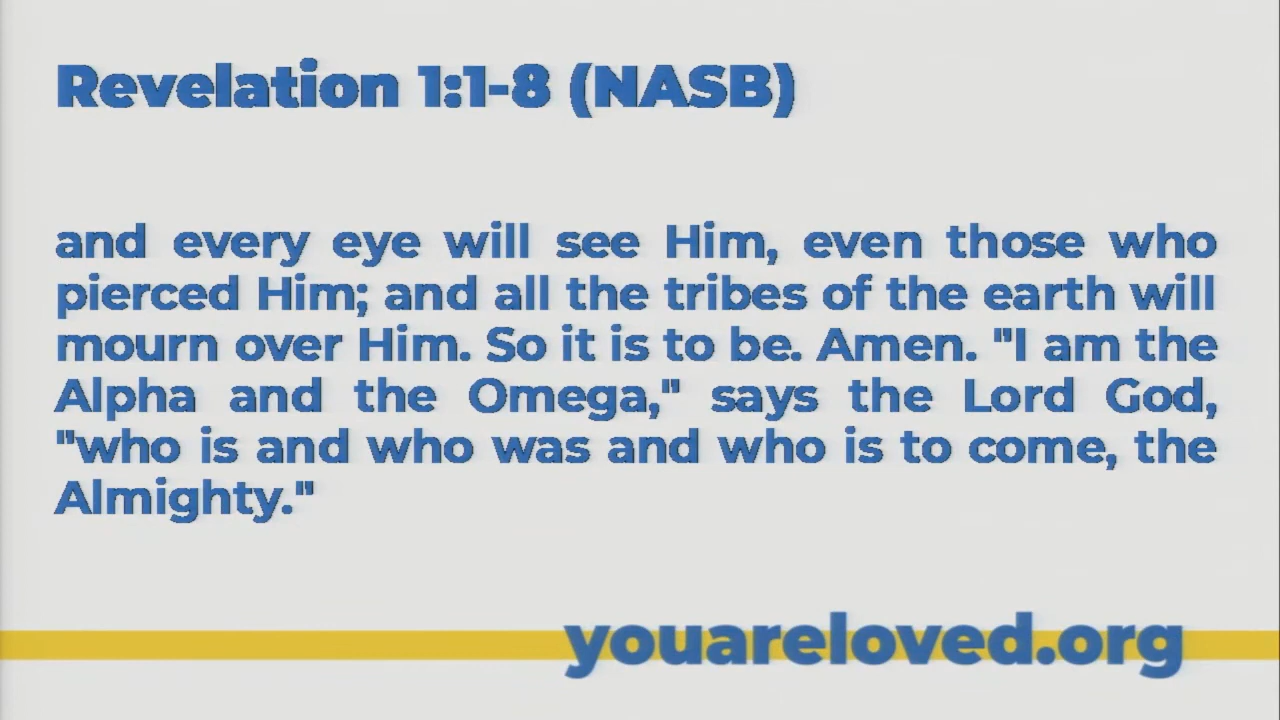 Revelation 1:1-8 (NASB)
and every eye will see Him, even those who
pierced Him; and all the tribes of the earth will
mourn over Him. So it is to be. Amen. "I am the
Alpha and the Omega," says the Lord God,
"who is and who was and who is to come, the
Almighty."
youareloved.org